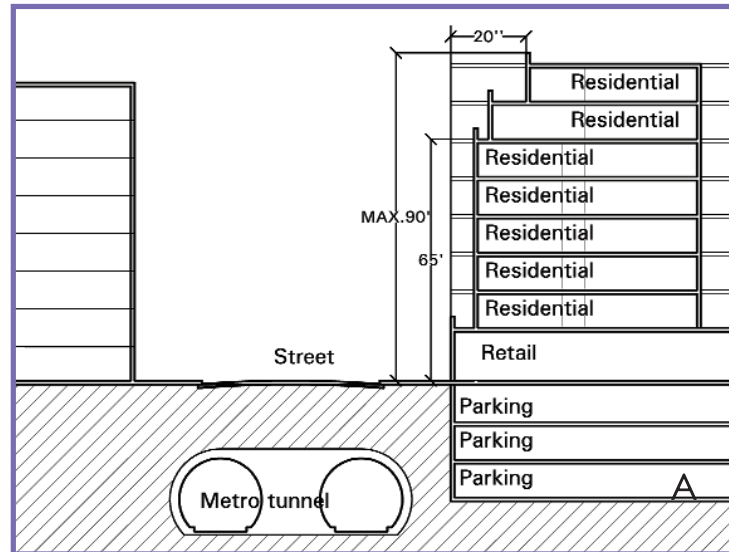 20''
Residential
Residential
Residential
Residential
MAX.90'
Residential
65'
Residential
Residential
Street
Retail
Parking
Parking
Parking
A
Metro tunnel